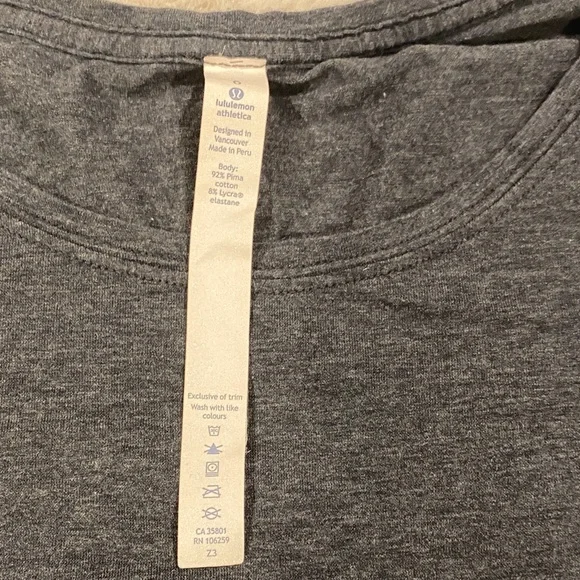 6
lululemon
athletica
Designed in
Vancouver
Made in Peru
Body:
92% Pima
cotton
8% Lycra®
elastane
Exclusive of trim
Wash with like
colours
CA 35801
RN 106259
Z3